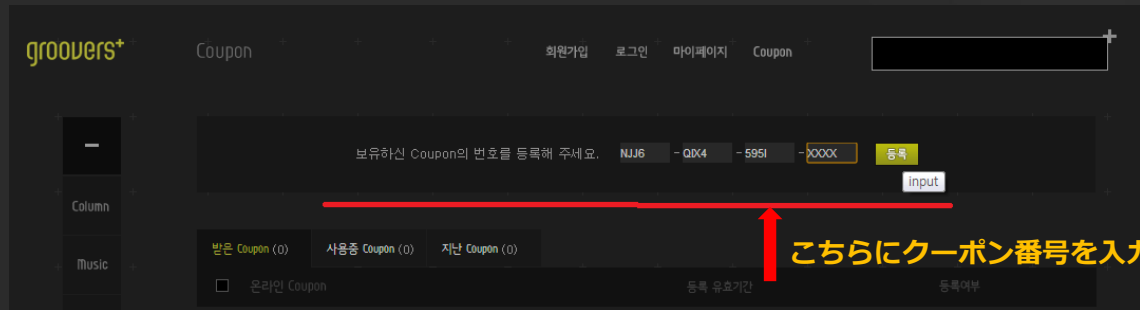 groovers+
Coupon
회원가입 로그인 마이페이지 Coupon
보유하신 Coupon의 번호를 등록해 주세요. NJJ6 - QIX4 - 595I - XXXX 등록
input
Column
Music
받은 Coupon (0) 사용중 Coupon (0) 지난 Coupon (0)
こちらにクーポン番号を入
온라인 Coupon 등록 유효기간 등록여부